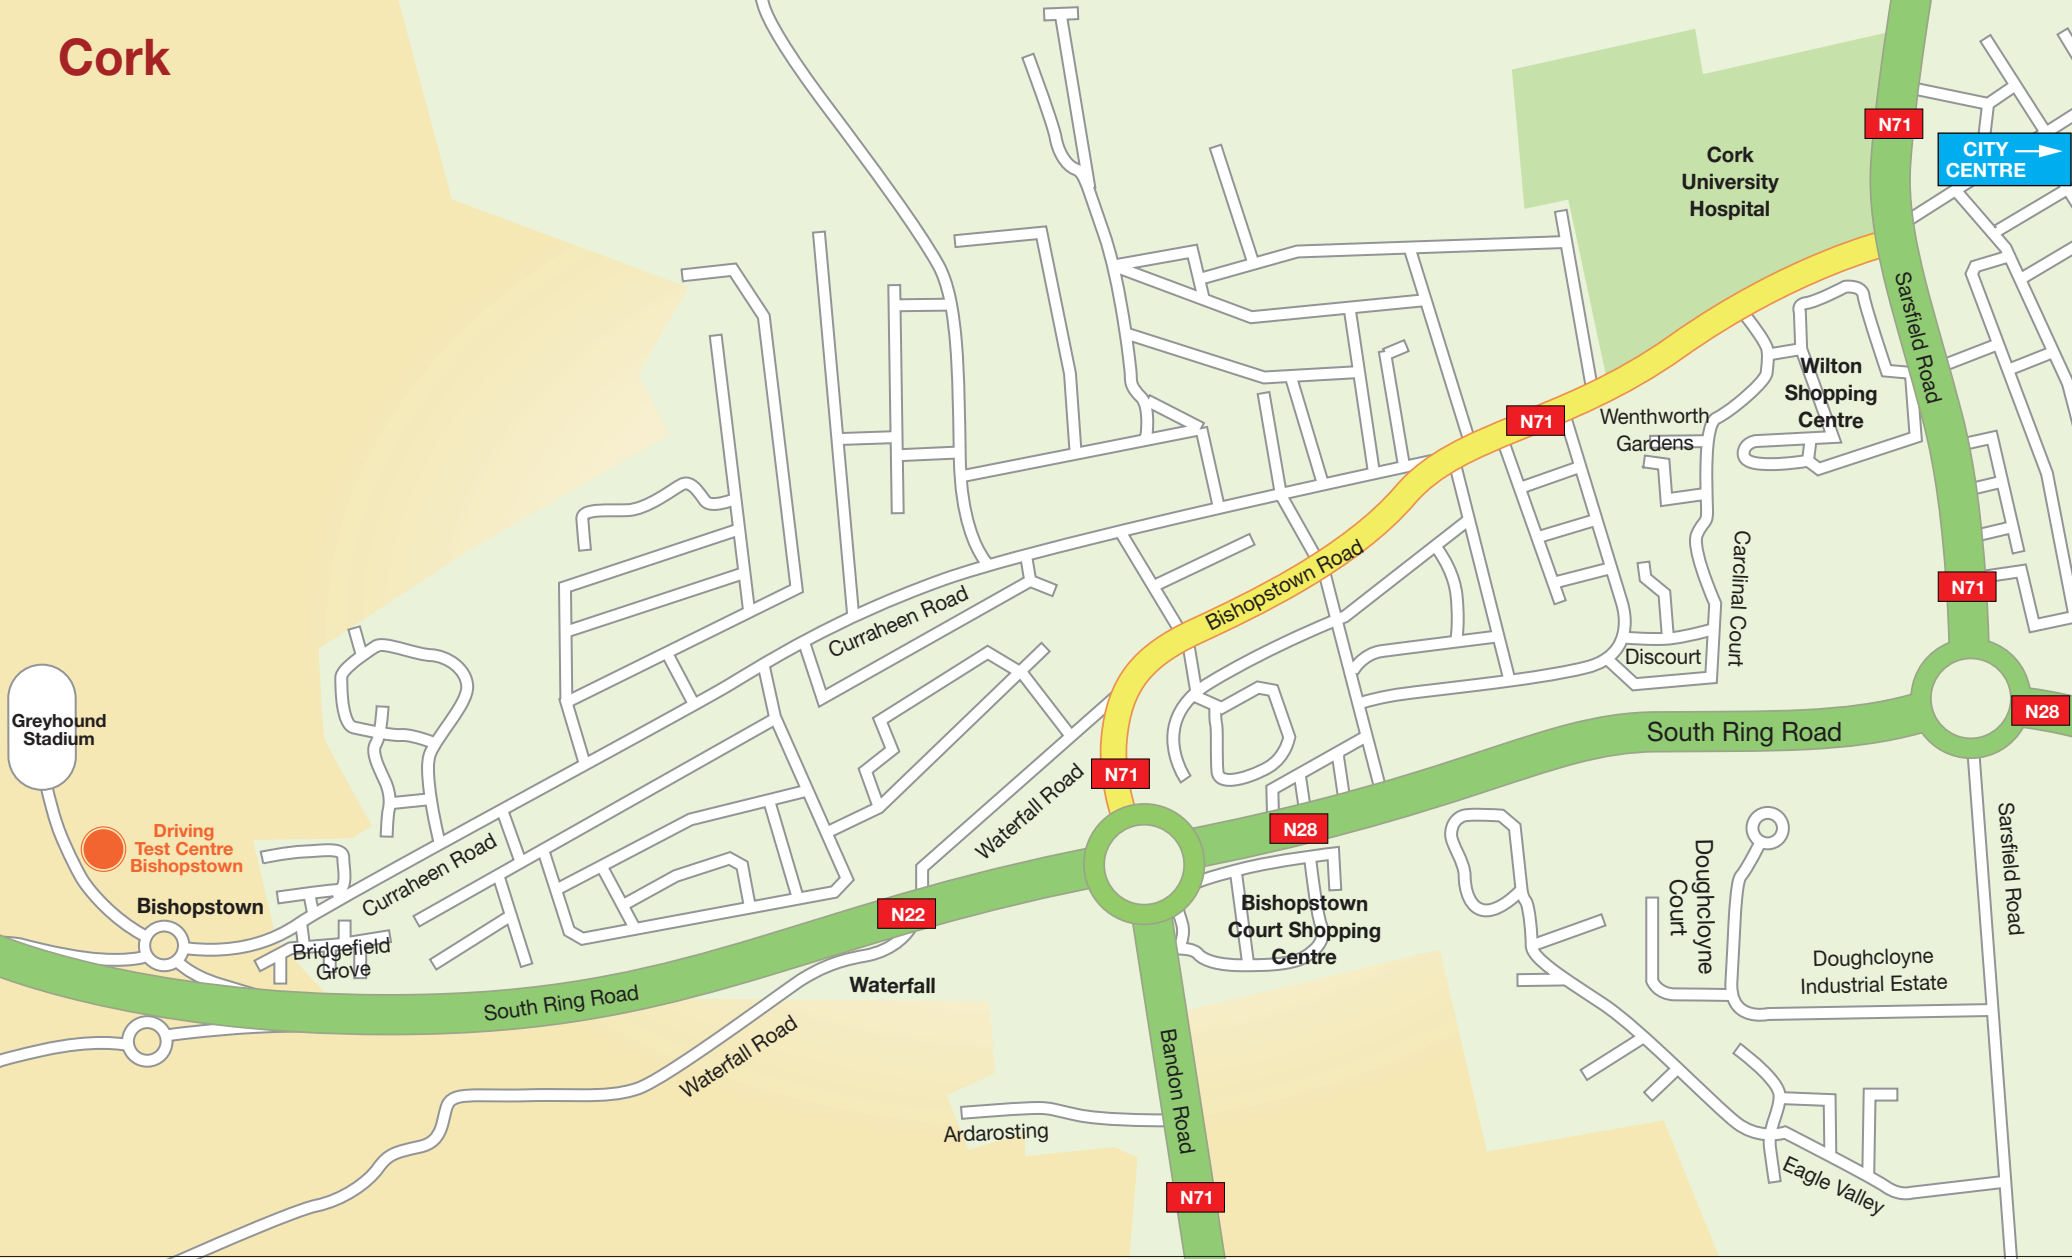 Cork
N71
CITY
CENTRE
Cork
University
Hospital
Sarsfield Road
Wilton
Shopping
Centre
N71
Wenthworth
Gardens
Carclinal Court
N71
Bishopstown Road
Curraheen Road
Discourt
N28
South Ring Road
Greyhound
Stadium
N71
Waterfall Road
N28
Driving
Test Centre
Bishopstown
Curraheen Road
Bishopstown
N22
Bishopstown
Court Shopping
Centre
Doughcloyne
Court
Sarsfield Road
Bridgefield
Grove
Waterfall
Doughcloyne
Industrial Estate
South Ring Road
Waterfall Road
Bandon Road
Ardarosting
Eagle Valley
N71